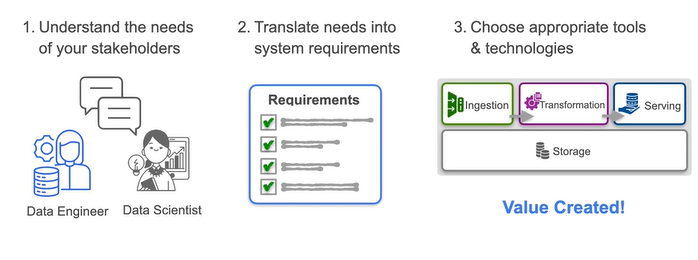 1. Understand the needs
of your stakeholders
Data Engineer
Data Scientist
2. Translate needs into
system requirements
Requirements
3. Choose appropriate tools
& technologies
Ingestion
Transformation
Serving
Storage
Value Created!